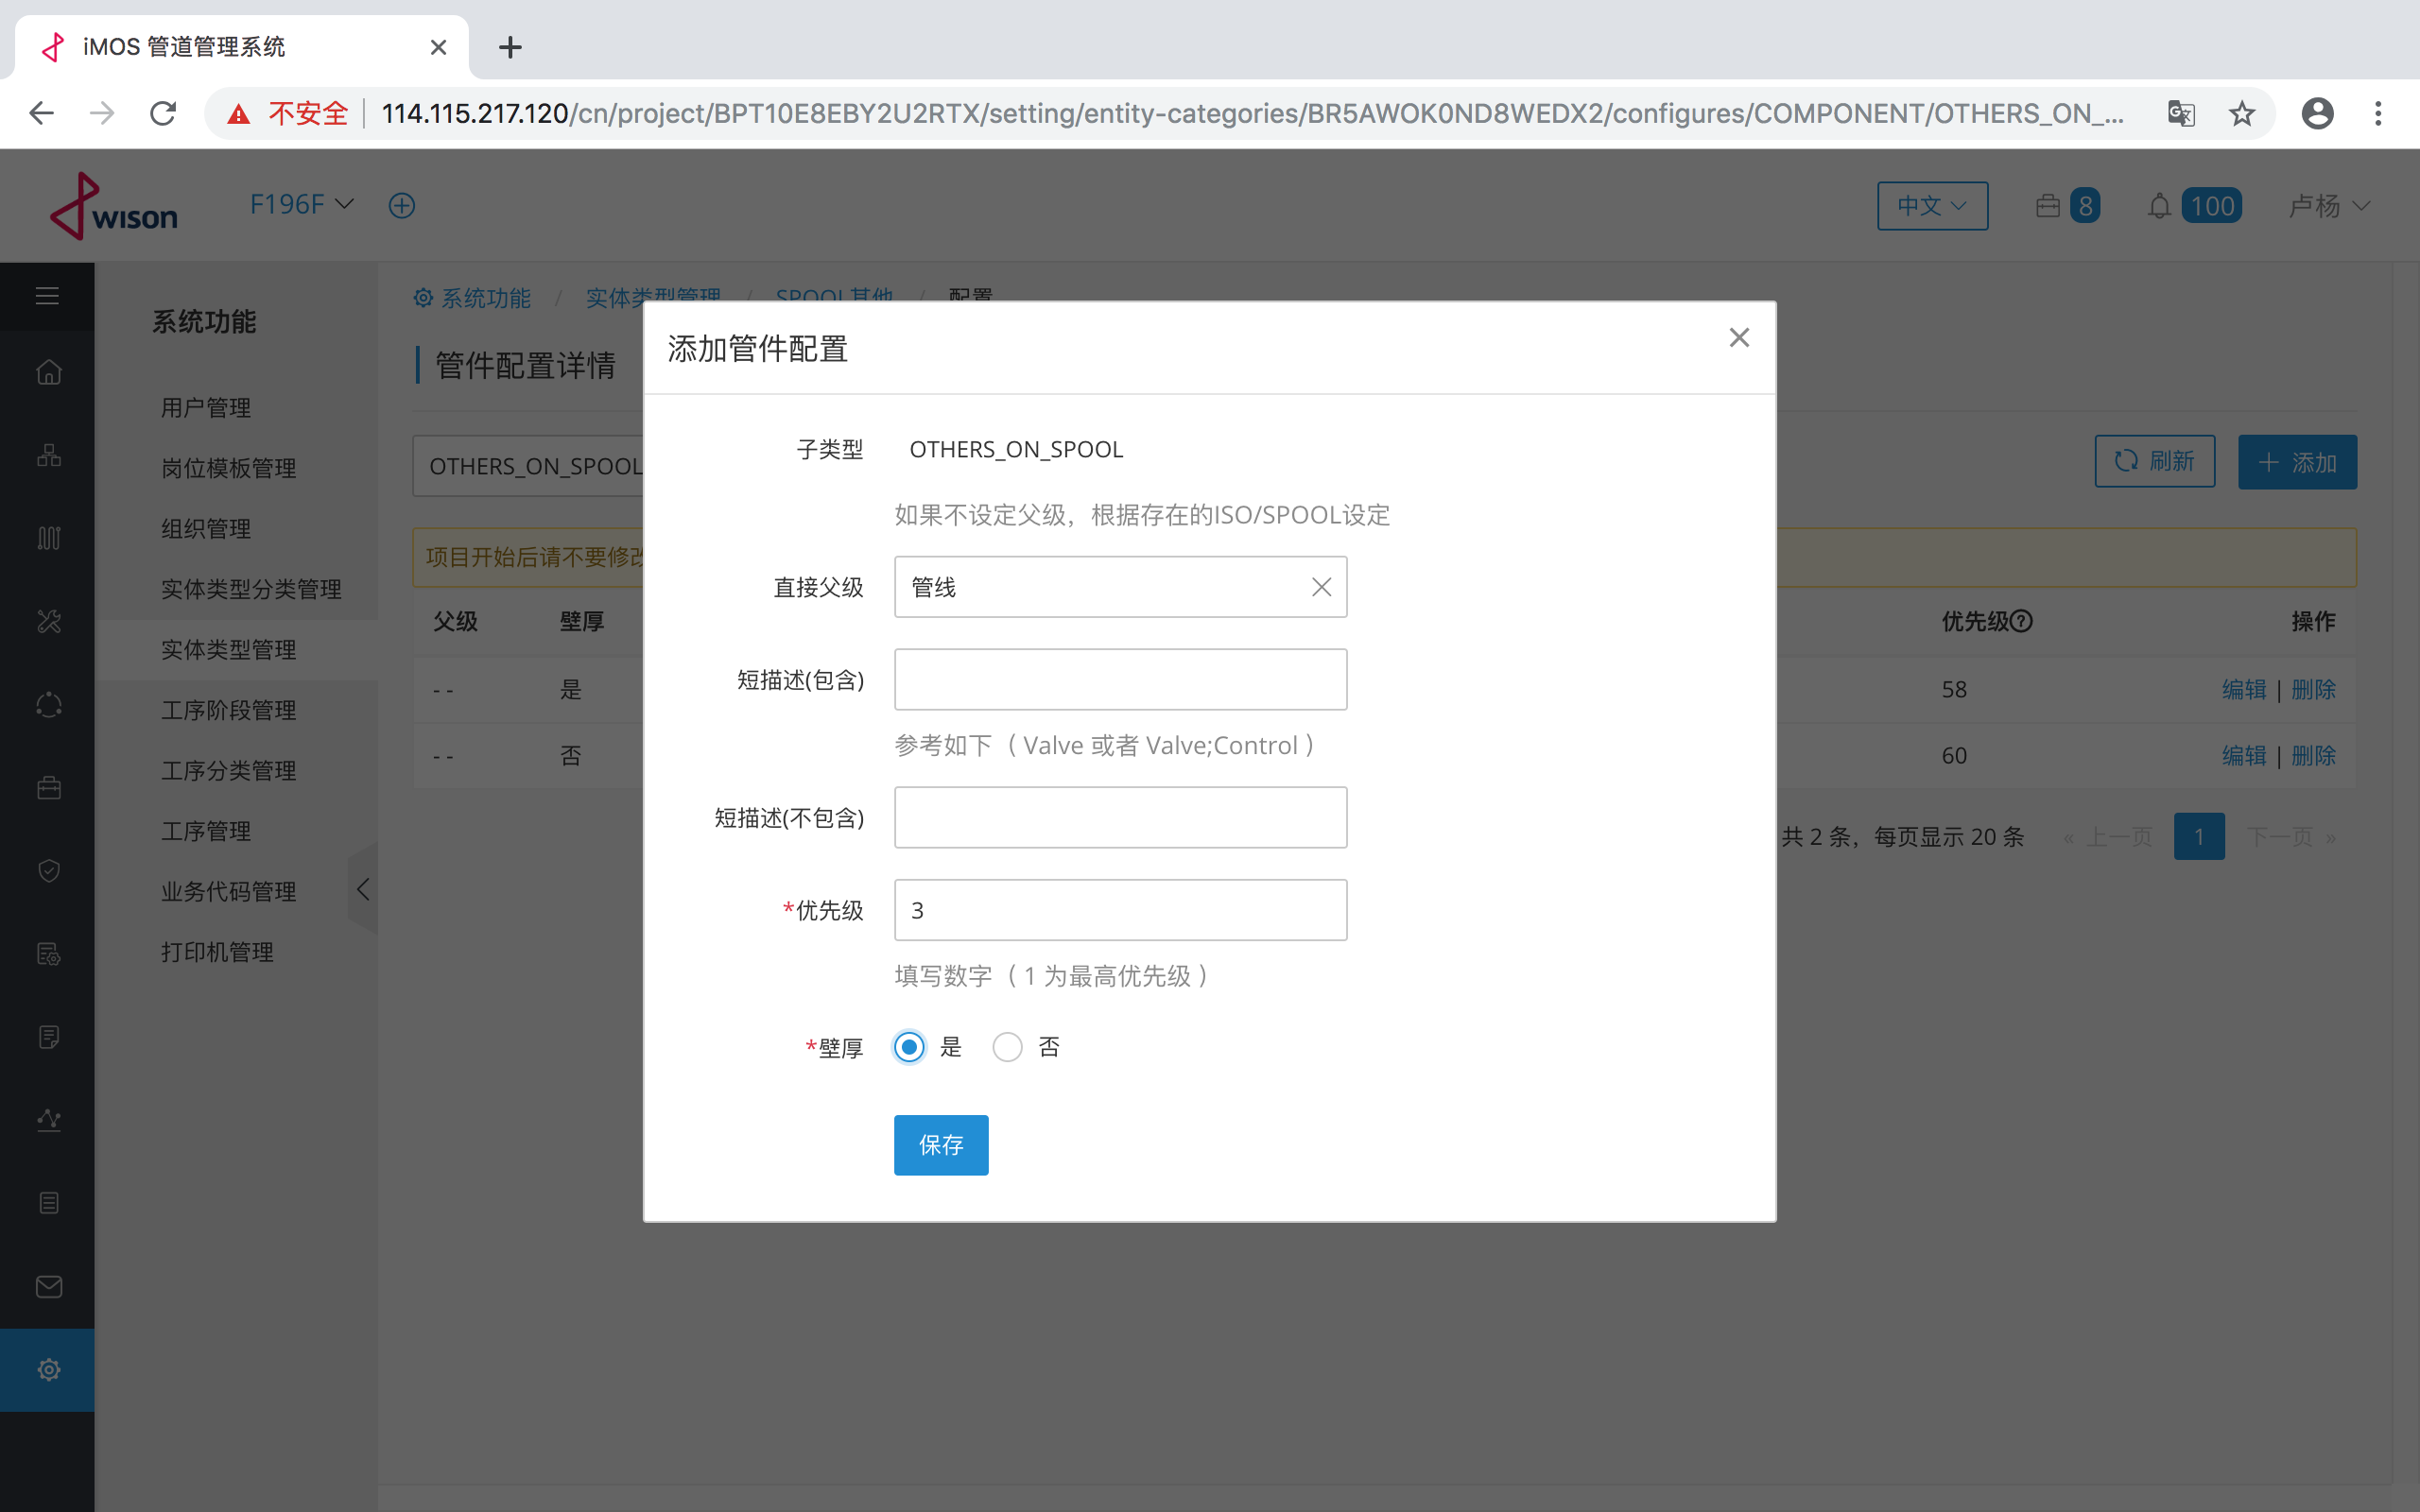 iMOS 管道管理系统
不安全 114.115.217.120/cn/project/BPT10E8EBY2U2RTX/setting/entity-categories/BR5AWOK0ND8WEDX2/configures/COMPONENT/OTHERS_ON_...
wison F196F 中文 8 100 卢杨
系统功能
用户管理
岗位模板管理
组织管理
实体类型分类管理
实体类型管理
工序阶段管理
工序分类管理
工序管理
业务代码管理
打印机管理
系统功能 / 实体类型管理 / SPOOL其他 / 配置
管件配置详情
OTHERS_ON_SPOOL 刷新 添加
项目开始后请不要修改
父级 壁厚 优先级 操作
- - 是 58 编辑 | 删除
- - 否 60 编辑 | 删除
共 2 条，每页显示 20 条 « 上一页 1 下一页 »
添加管件配置
子类型 OTHERS_ON_SPOOL
如果不设定父级，根据存在的ISO/SPOOL设定
直接父级 管线
短描述(包含)
参考如下（ Valve 或者 Valve;Control ）
短描述(不包含)
*优先级 3
填写数字（ 1 为最高优先级 ）
*壁厚 是 否
保存